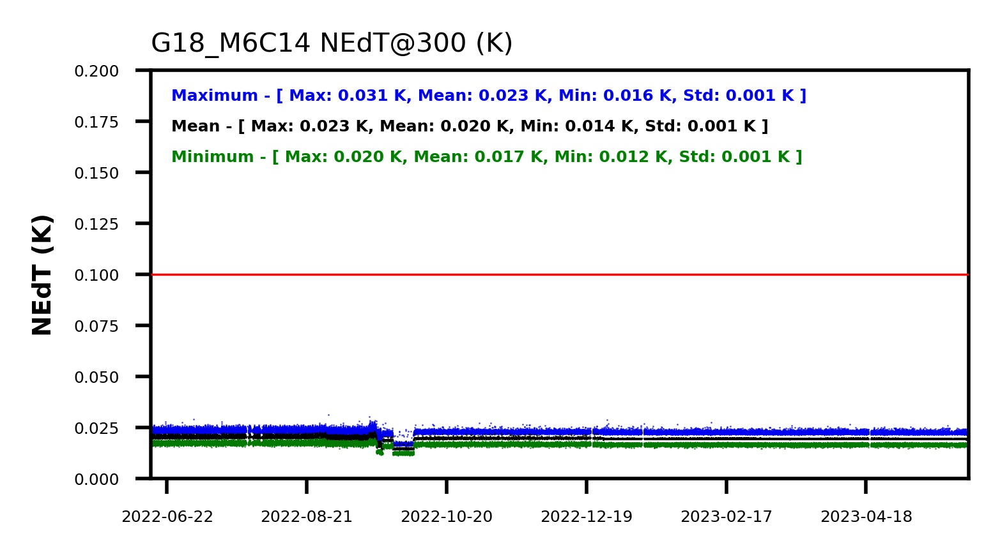 G18_M6C14 NEdT@300 (K)
0.200
Maximum - [ Max: 0.031 K, Mean: 0.023 K, Min: 0.016 K, Std: 0.001 K ]
0.175
Mean - [ Max: 0.023 K, Mean: 0.020 K, Min: 0.014 K, Std: 0.001 K ]
Minimum - [ Max: 0.020 K, Mean: 0.017 K, Min: 0.012 K, Std: 0.001 K ]
0.150
0.125
NEdT (K)
0.100
0.075
0.050
0.025
0.000
2022-06-22 2022-08-21 2022-10-20 2022-12-19 2023-02-17 2023-04-18